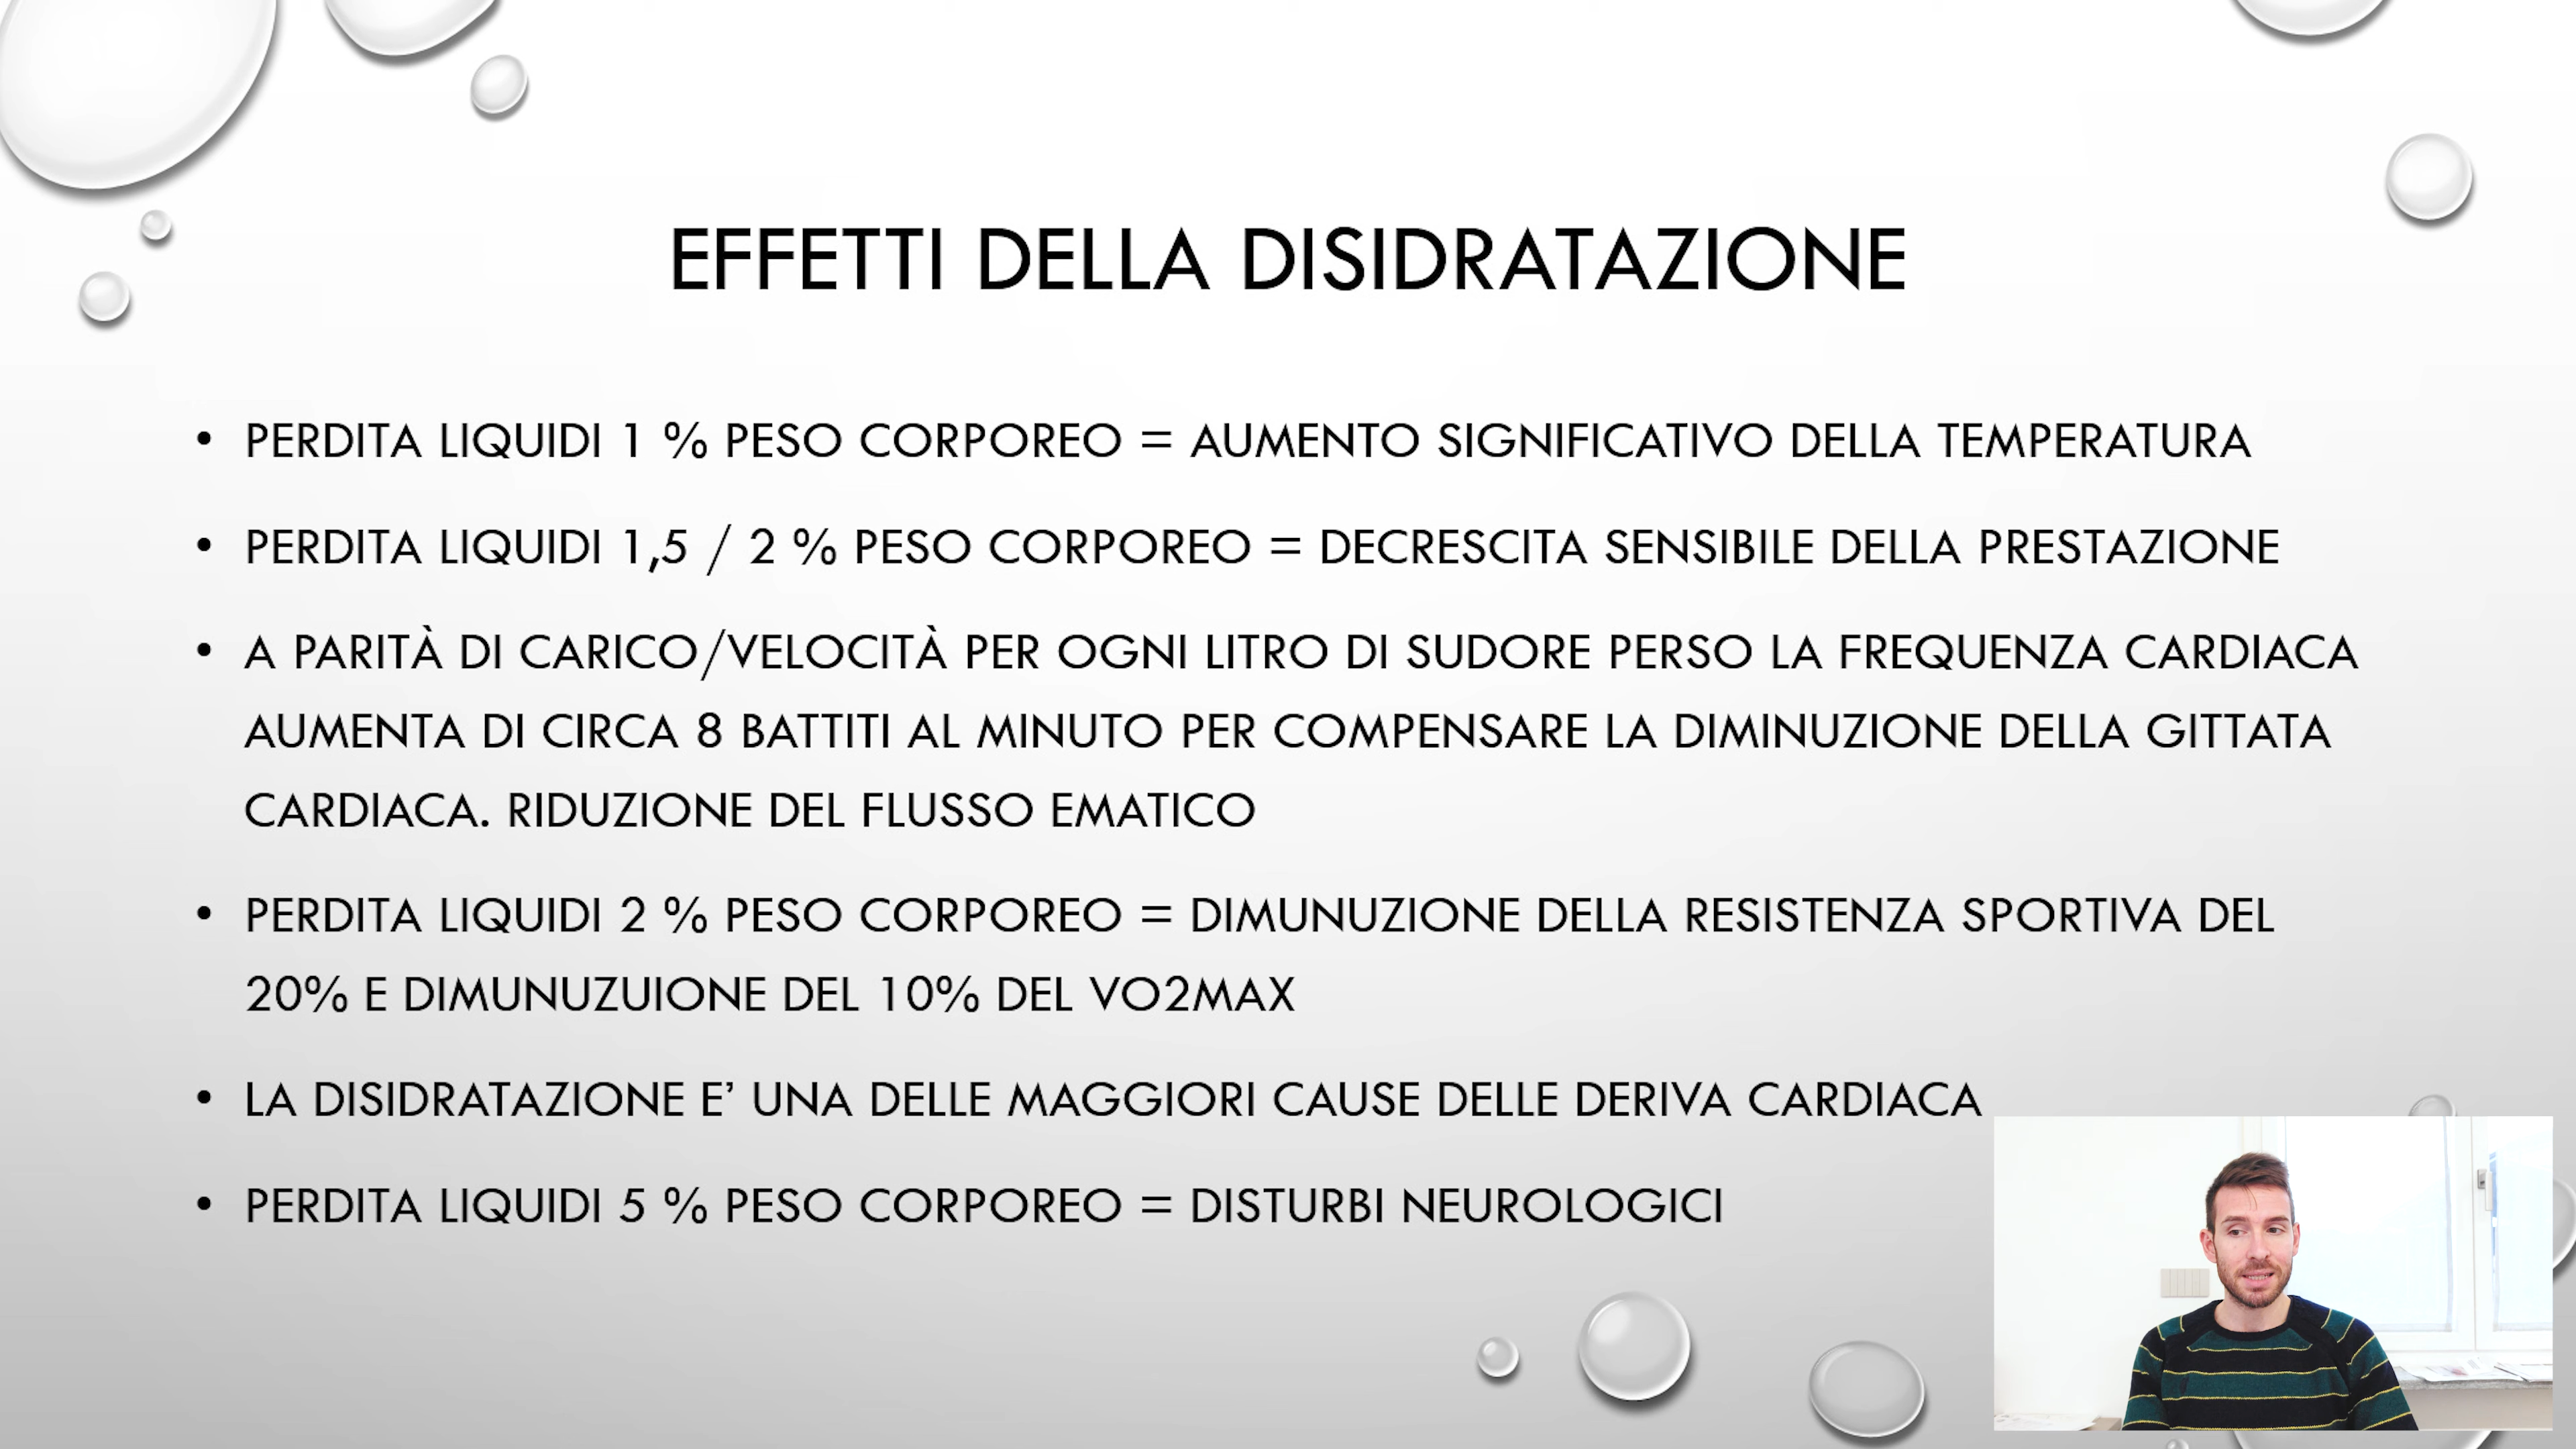 EFFETTI DELLA DISIDRATAZIONE
• PERDITA LIQUIDI 1 % PESO CORPOREO = AUMENTO SIGNIFICATIVO DELLA TEMPERATURA
• PERDITA LIQUIDI 1,5 / 2 % PESO CORPOREO = DECRESCITA SENSIBILE DELLA PRESTAZIONE
• A PARITÀ DI CARICO/VELOCITÀ PER OGNI LITRO DI SUDORE PERSO LA FREQUENZA CARDIACA
AUMENTA DI CIRCA 8 BATTITI AL MINUTO PER COMPENSARE LA DIMINUZIONE DELLA GITTATA
CARDIACA. RIDUZIONE DEL FLUSSO EMATICO
• PERDITA LIQUIDI 2 % PESO CORPOREO = DIMUNUZIONE DELLA RESISTENZA SPORTIVA DEL
20% E DIMUNUZUIONE DEL 10% DEL VO2MAX
• LA DISIDRATAZIONE E’ UNA DELLE MAGGIORI CAUSE DELLE DERIVA CARDIACA
• PERDITA LIQUIDI 5 % PESO CORPOREO = DISTURBI NEUROLOGICI